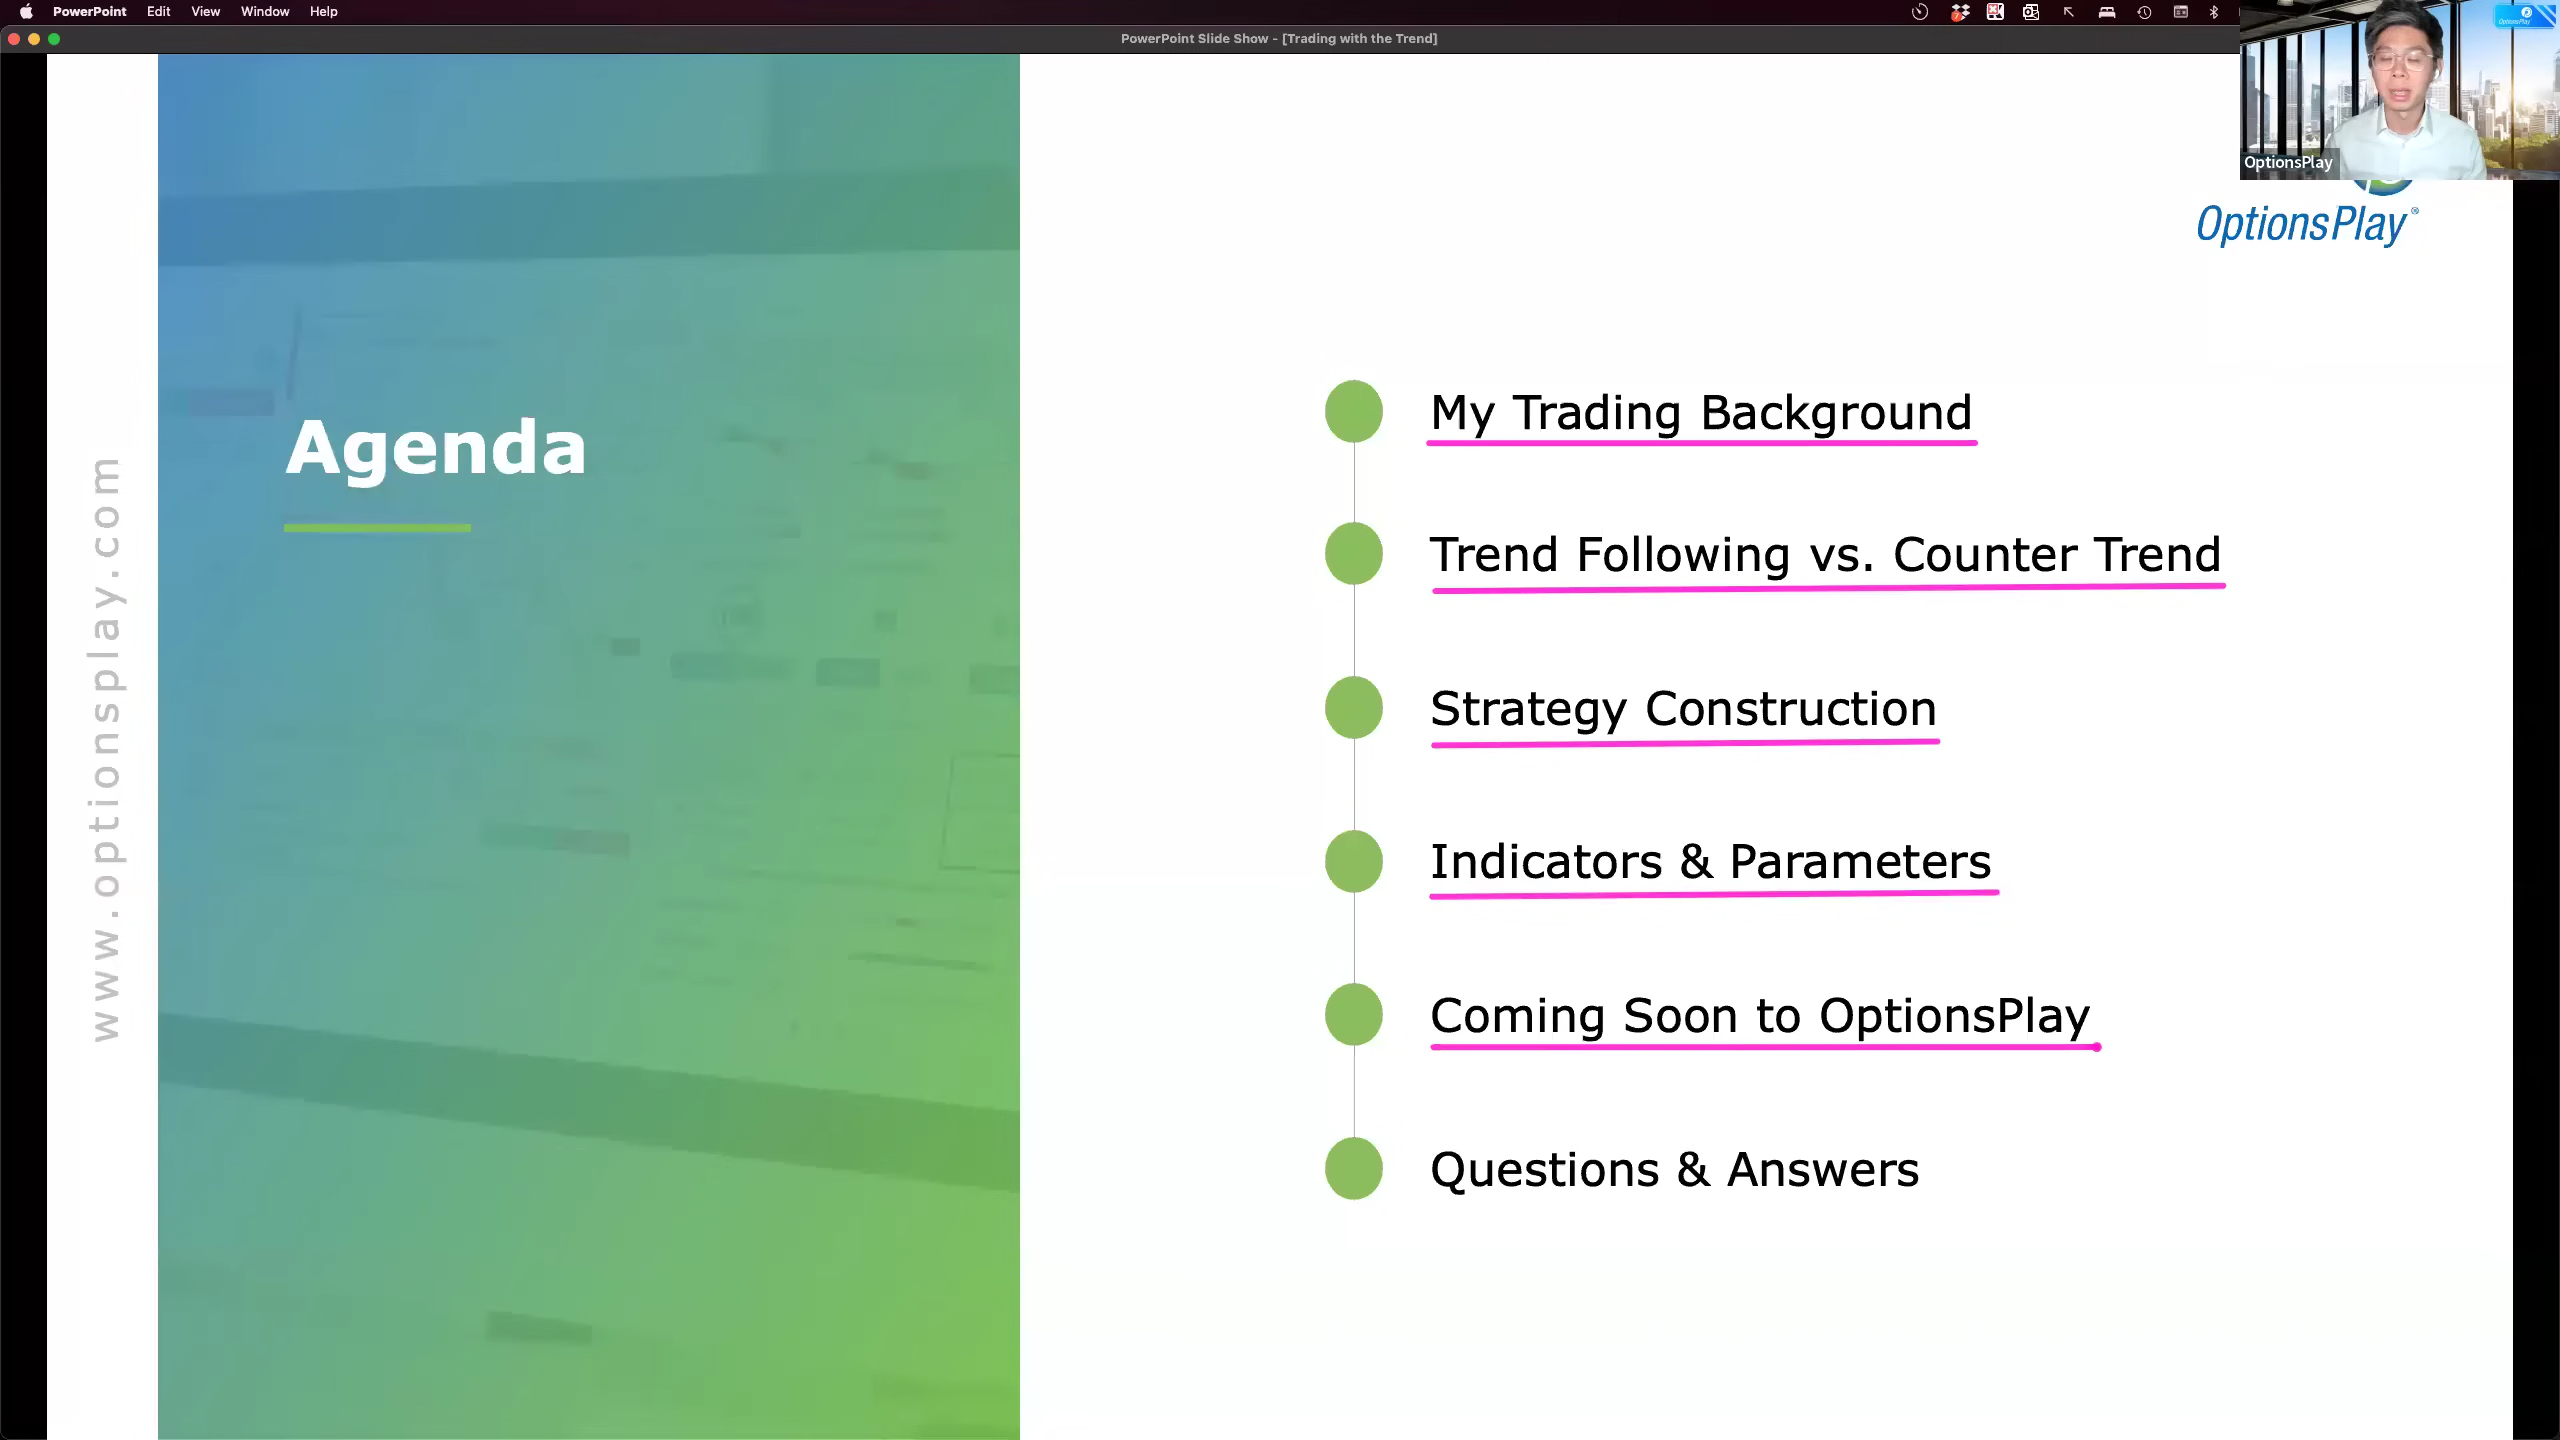 PowerPoint Edit View Window Help
PowerPoint Slide Show - [Trading with the Trend]
OptionsPlay
OptionsPlay®
Agenda
www.optionsplay.com
My Trading Background
Trend Following vs. Counter Trend
Strategy Construction
Indicators & Parameters
Coming Soon to OptionsPlay
Questions & Answers